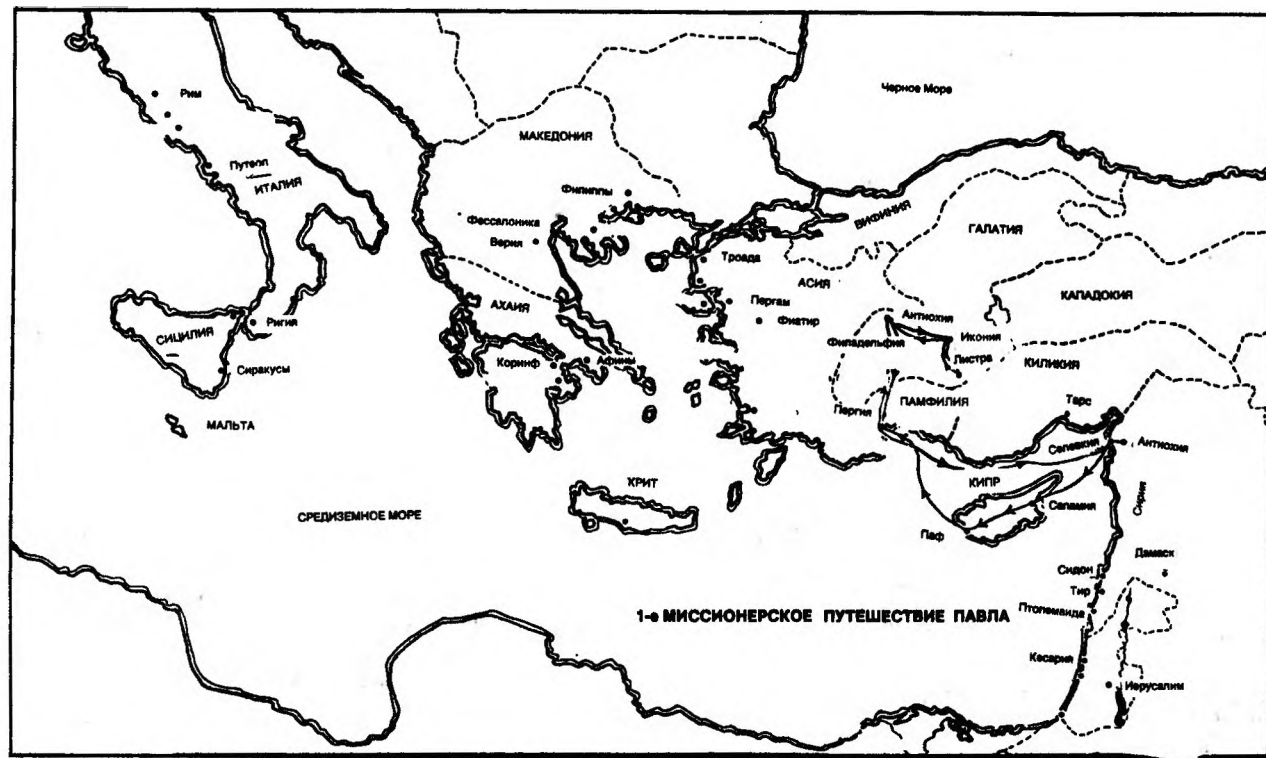 Черное Море
Рим
МАКЕДОНИЯ
Путеол
ИТАЛИЯ
Филиппы
ВИФИНИЯ
ГАЛАТИЯ
Фессалоника
Верия
Троада
АСИЯ
КАПАДОКИЯ
АХАИЯ
Пергам
Фиатир
Антиохия
СИЦИЛИЯ
Ригия
Икония
Филадельфия
Листра
Коринф
Афины
КИЛИКИЯ
Сиракусы
ПАМФИЛИЯ
Пергия
Тарс
МАЛЬТА
Селевкия
Антиохия
КРИТ
КИПР
Саламия
Сирия
СРЕДИЗЕМНОЕ МОРЕ
Паф
Дамаск
Сидон
Тир
1-е МИССИОНЕРСКОЕ ПУТЕШЕСТВИЕ ПАВЛА
Птолемаида
Кесария
Иерусалим